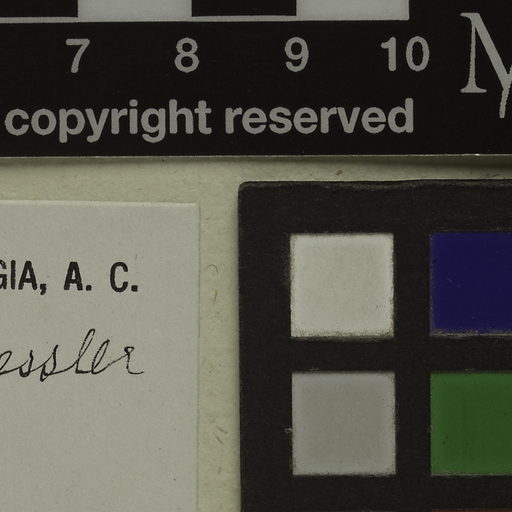 7 8 9 10
copyright reserved
GIA, A. C.
essler